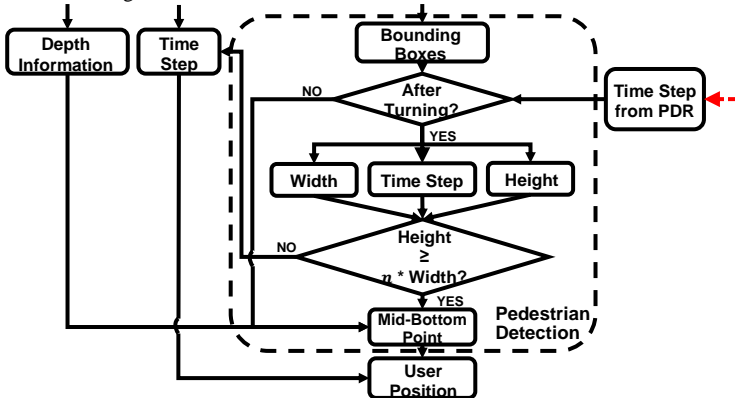 Depth
Information
Time
Step
Bounding
Boxes
After
Turning?
NO
YES
Time Step
from PDR
Width
Time Step
Height
Height
≥
n * Width?
NO
YES
Mid-Bottom
Point
Pedestrian
Detection
User
Position